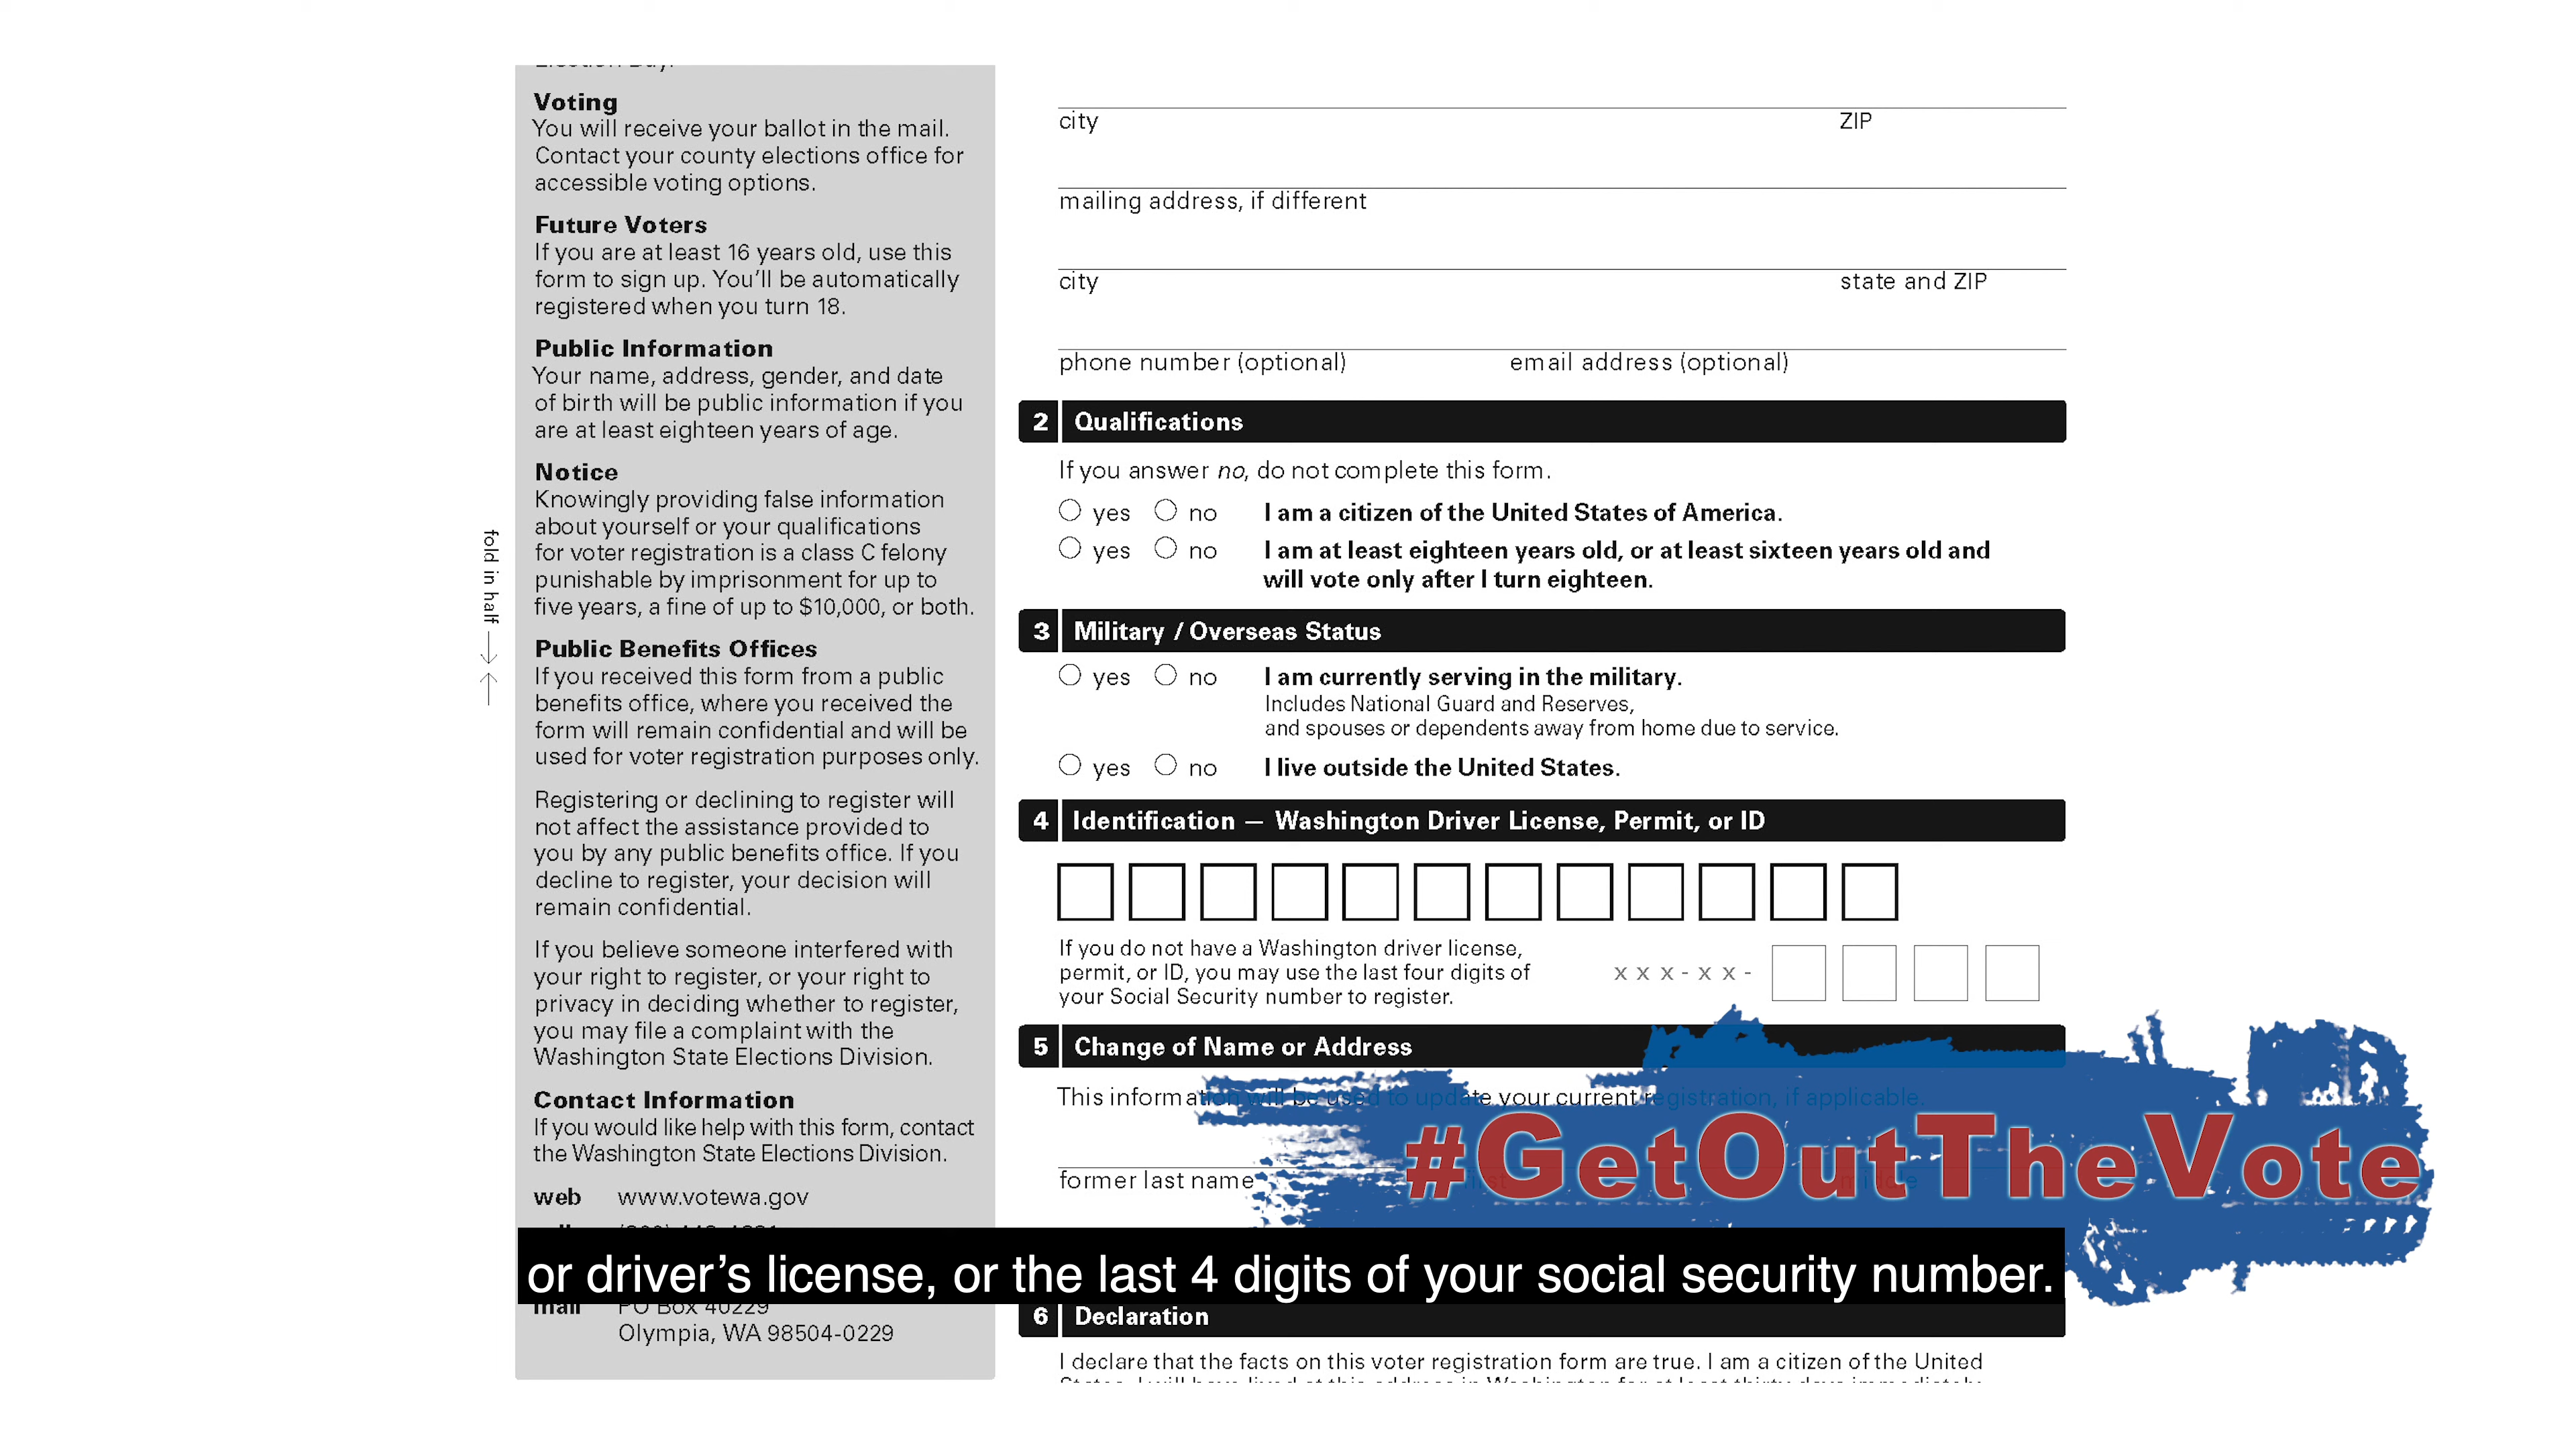 Voting
You will receive your ballot in the mail.
Contact your county elections office for
accessible voting options.
Future Voters
If you are at least 16 years old, use this
form to sign up. You'll be automatically
registered when you turn 18.
Public Information
Your name, address, gender, and date
of birth will be public information if you
are at least eighteen years of age.
Notice
Knowingly providing false information
about yourself or your qualifications
for voter registration is a class C felony
punishable by imprisonment for up to
five years, a fine of up to $10,000, or both.
fold in half
Public Benefits Offices
If you received this form from a public
benefits office, where you received the
form will remain confidential and will be
used for voter registration purposes only.
Registering or declining to register will
not affect the assistance provided to
you by any public benefits office. If you
decline to register, your decision will
remain confidential.
If you believe someone interfered with
your right to register, or your right to
privacy in deciding whether to register,
you may file a complaint with the
Washington State Elections Division.
Contact Information
If you would like help with this form, contact
the Washington State Elections Division.
web www.votewa.gov
mail PO Box 40229
Olympia, WA 98504-0229
city ZIP
mailing address, if different
city state and ZIP
phone number (optional) email address (optional)
2 Qualifications
If you answer no, do not complete this form.
yes no I am a citizen of the United States of America.
yes no I am at least eighteen years old, or at least sixteen years old and
will vote only after I turn eighteen.
3 Military / Overseas Status
yes no I am currently serving in the military.
Includes National Guard and Reserves,
and spouses or dependents away from home due to service.
yes no I live outside the United States.
4 Identification — Washington Driver License, Permit, or ID
If you do not have a Washington driver license,
permit, or ID, you may use the last four digits of
your Social Security number to register.
x x x - x x -
5 Change of Name or Address
This information will be used to update your current registration, if applicable.
#GetOutTheVote
former last name
or driver's license, or the last 4 digits of your social security number.
6 Declaration
I declare that the facts on this voter registration form are true. I am a citizen of the United